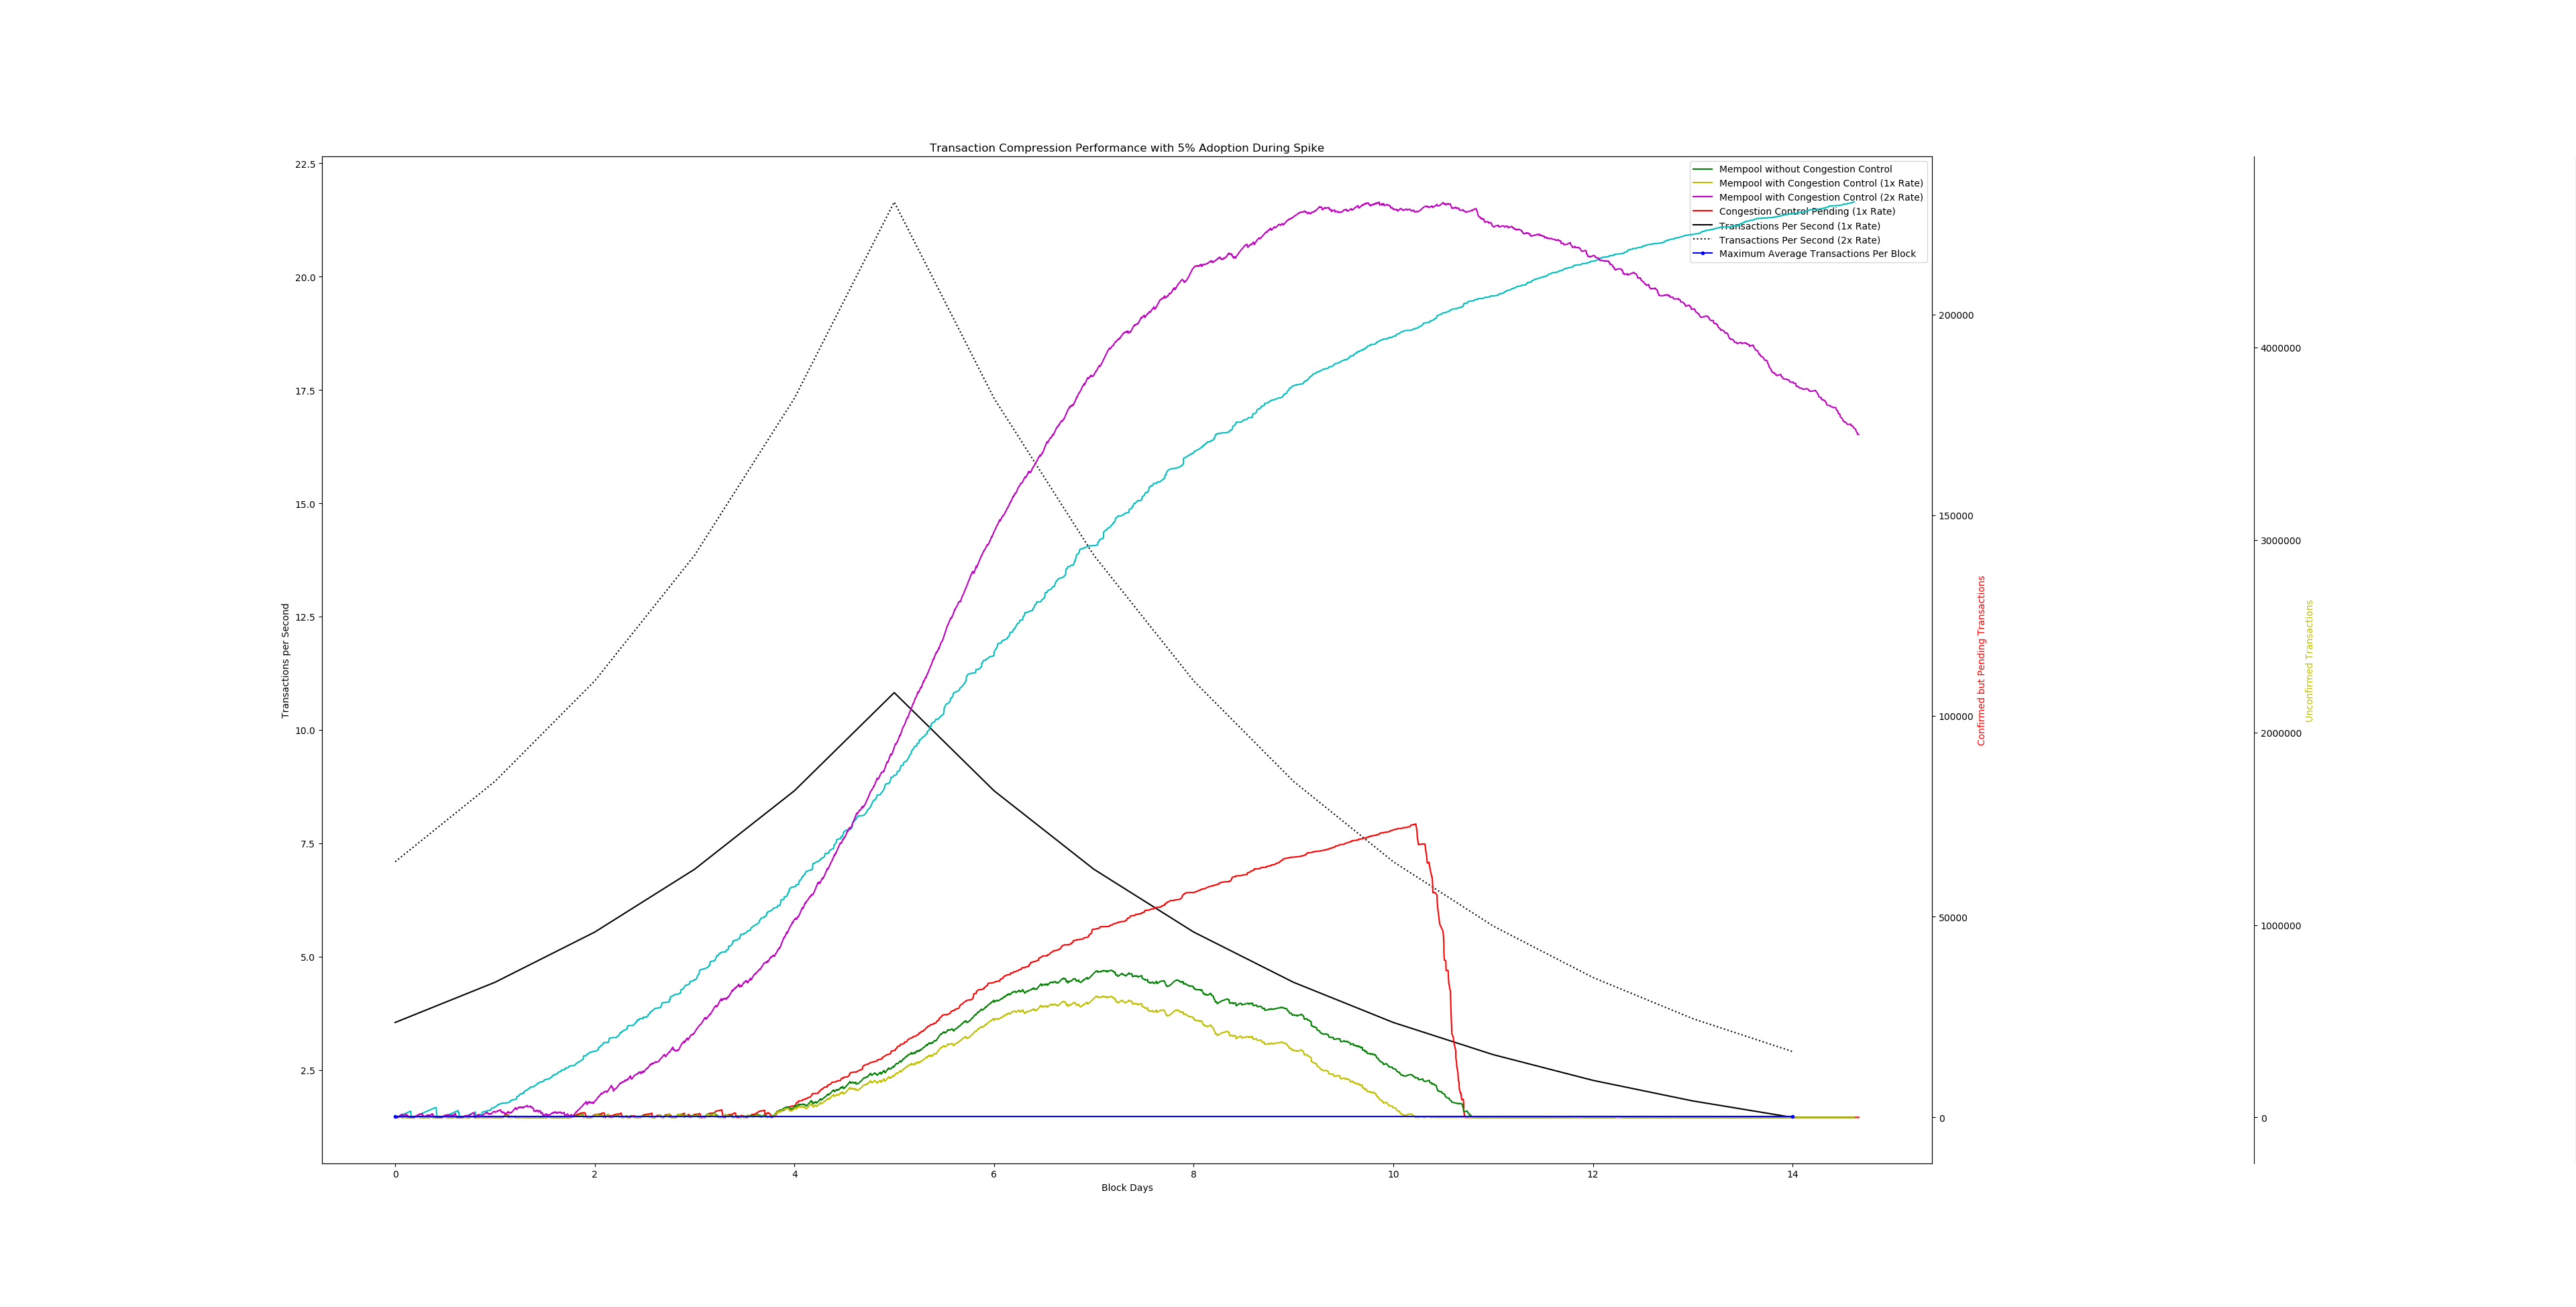 Transaction Compression Performance with 5% Adoption During Spike
22.5
20.0
17.5
15.0
12.5
10.0
7.5
5.0
2.5
Transactions per Second
0
2
4
6
8
10
12
14
Block Days
Mempool without Congestion Control
Mempool with Congestion Control (1x Rate)
Mempool with Congestion Control (2x Rate)
Congestion Control Pending (1x Rate)
Transactions Per Second (1x Rate)
Transactions Per Second (2x Rate)
Maximum Average Transactions Per Block
200000
150000
100000
50000
0
Confirmed but Pending Transactions
4000000
3000000
2000000
1000000
0
Unconfirmed Transactions